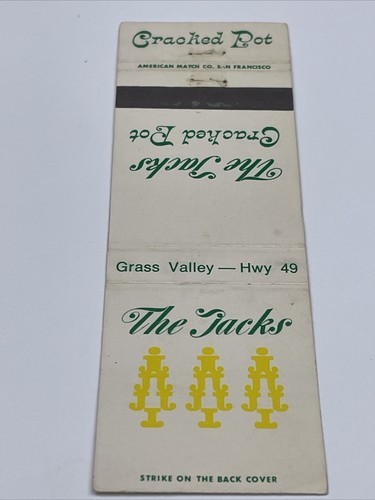 Cracked Pot
AMERICAN MATCH CO. SAN FRANCISCO
The Jacks
Cracked Pot
Grass Valley — Hwy 49
The Jacks
STRIKE ON THE BACK COVER